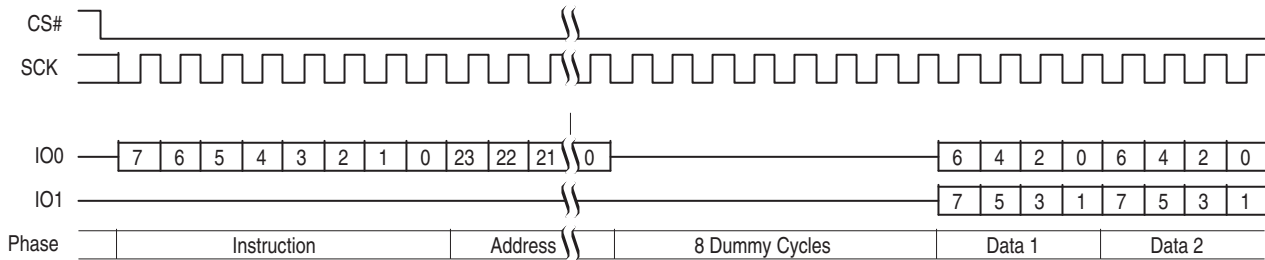 CS#
SCK
IO0 7 6 5 4 3 2 1 0 23 22 21 0 6 4 2 0 6 4 2 0
IO1 7 5 3 1 7 5 3 1
Phase Instruction Address 8 Dummy Cycles Data 1 Data 2